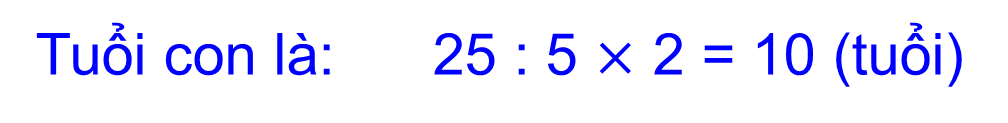 Tuổi con là: 25 : 5 × 2 = 10 (tuổi)